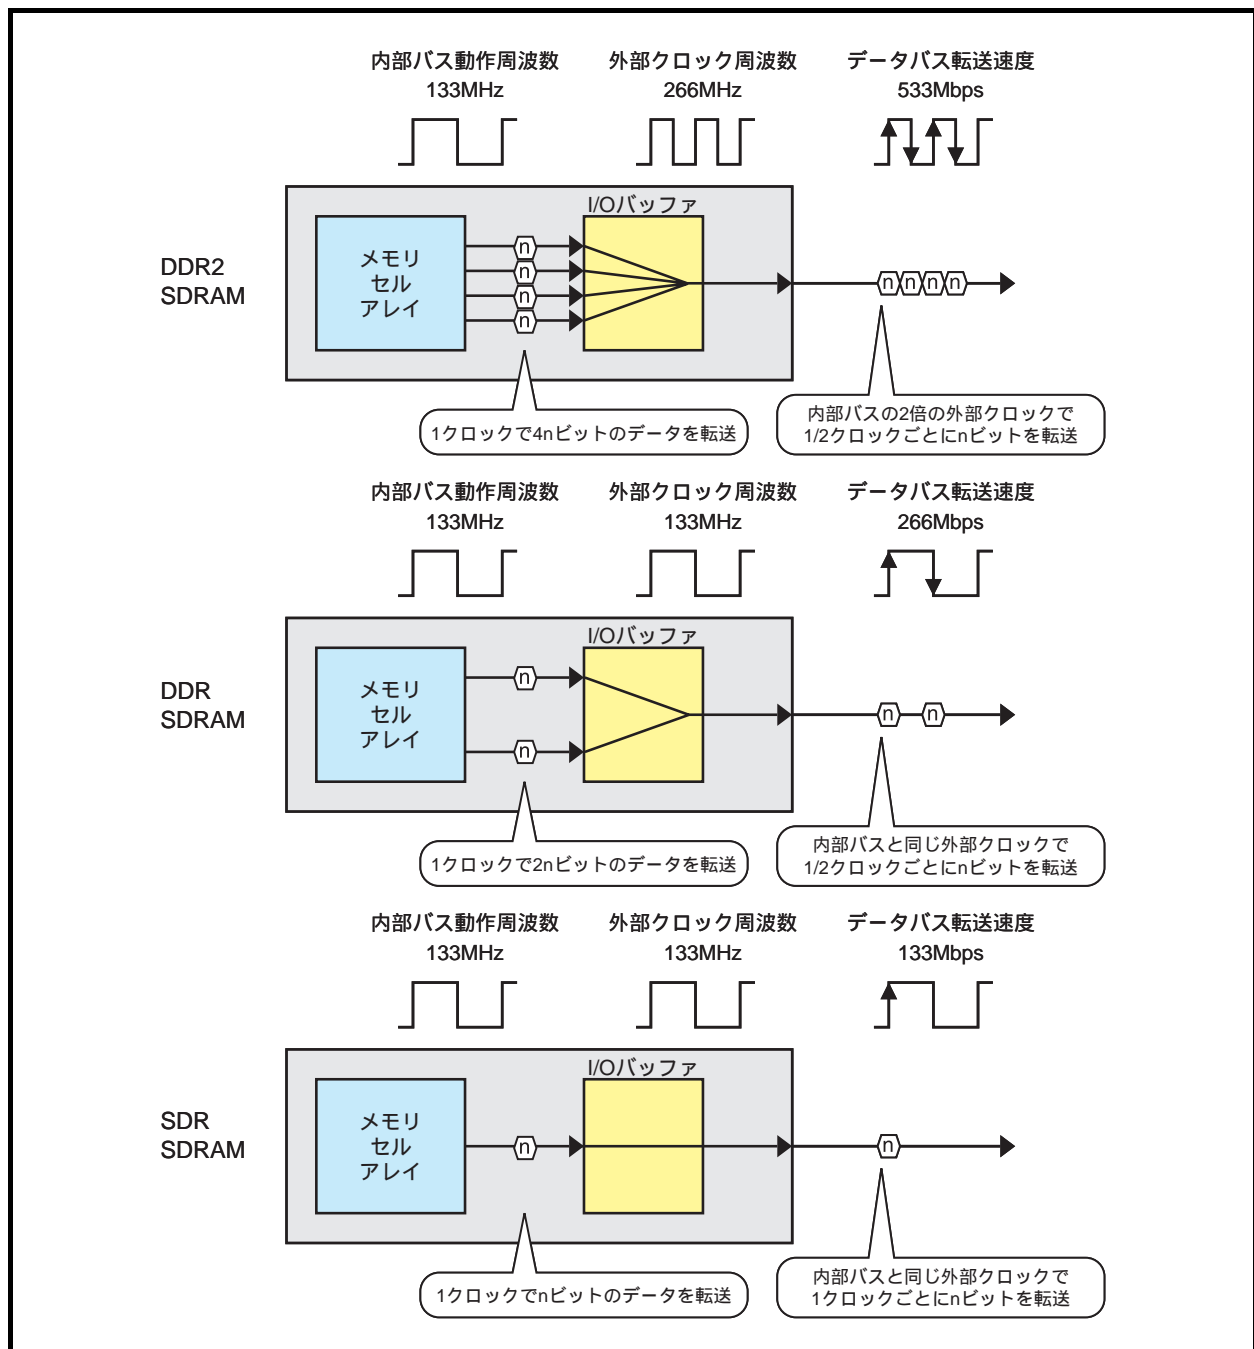 内部バス動作周波数 外部クロック周波数 データバス転送速度
133MHz 266MHz 533Mbps
I/Oバッファ
DDR2
SDRAM
メモリ
セル
アレイ
n
n
n
n
n n n n
1クロックで4nビットのデータを転送
内部バスの2倍の外部クロックで
1/2クロックごとにnビットを転送
内部バス動作周波数 外部クロック周波数 データバス転送速度
133MHz 133MHz 266Mbps
I/Oバッファ
DDR
SDRAM
メモリ
セル
アレイ
n
n
n n
1クロックで2nビットのデータを転送
内部バスと同じ外部クロックで
1/2クロックごとにnビットを転送
内部バス動作周波数 外部クロック周波数 データバス転送速度
133MHz 133MHz 133Mbps
I/Oバッファ
SDR
SDRAM
メモリ
セル
アレイ
n
n
1クロックでnビットのデータを転送
内部バスと同じ外部クロックで
1クロックごとにnビットを転送